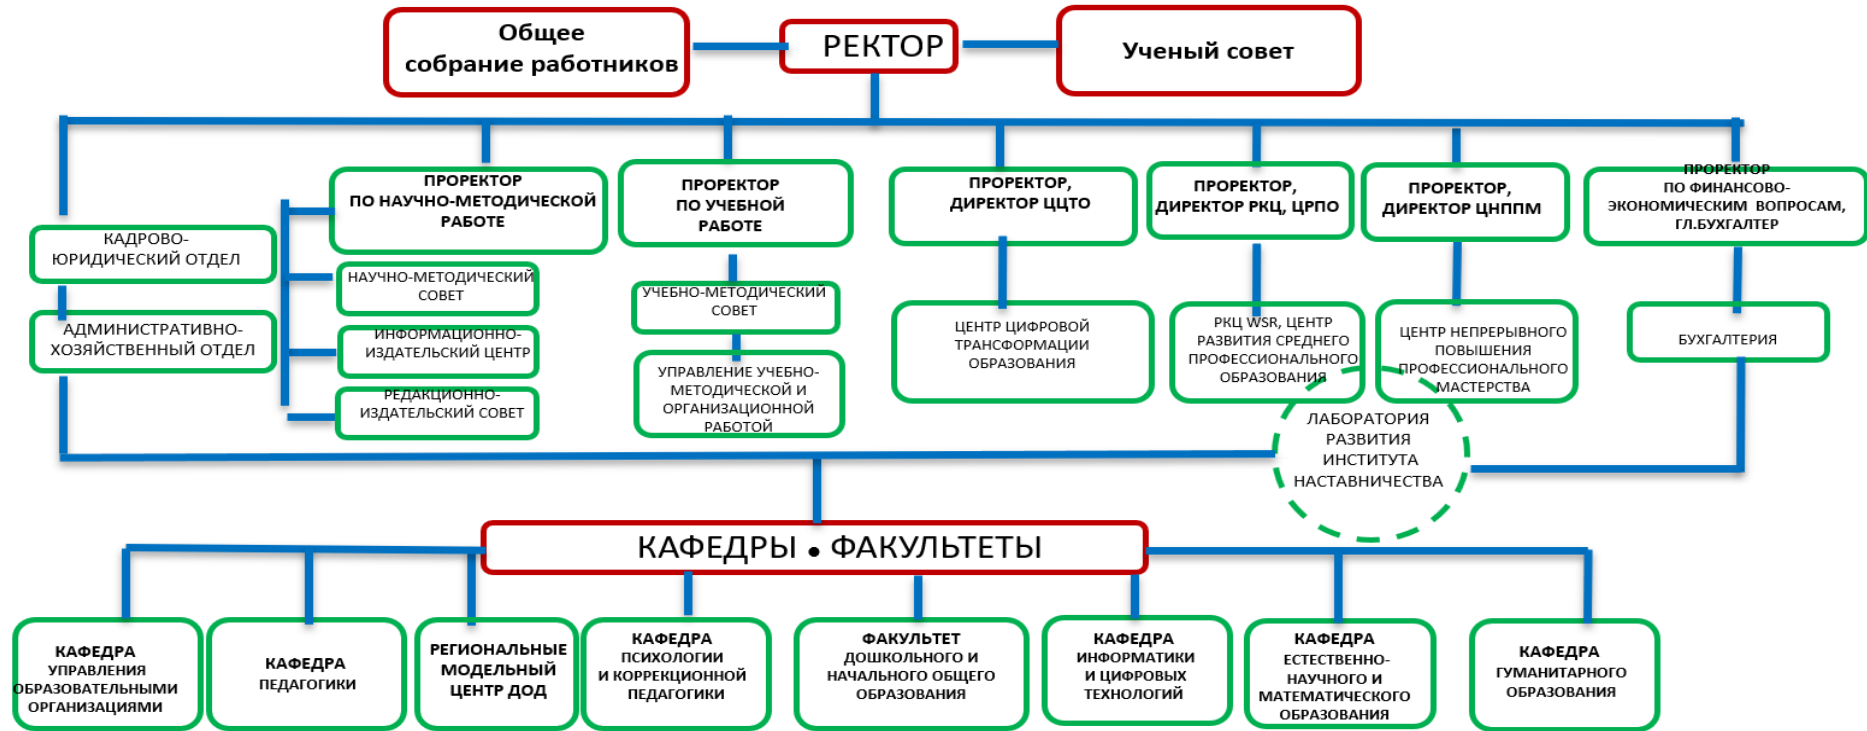 Общее
собрание работников
РЕКТОР
Ученый совет
КАДРОВО-
ЮРИДИЧЕСКИЙ ОТДЕЛ
АДМИНИСТРАТИВНО-
ХОЗЯЙСТВЕННЫЙ ОТДЕЛ
ПРОРЕКТОР
ПО НАУЧНО-МЕТОДИЧЕСКОЙ
РАБОТЕ
НАУЧНО-МЕТОДИЧЕСКИЙ
СОВЕТ
ИНФОРМАЦИОННО-
ИЗДАТЕЛЬСКИЙ ЦЕНТР
РЕДАКЦИОННО-
ИЗДАТЕЛЬСКИЙ СОВЕТ
ПРОРЕКТОР
ПО УЧЕБНОЙ
РАБОТЕ
УЧЕБНО-МЕТОДИЧЕСКИЙ
СОВЕТ
УПРАВЛЕНИЕ УЧЕБНО-
МЕТОДИЧЕСКОЙ И
ОРГАНИЗАЦИОННОЙ
РАБОТОЙ
ПРОРЕКТОР,
ДИРЕКТОР ЦЦТО
ЦЕНТР ЦИФРОВОЙ
ТРАНСФОРМАЦИИ
ОБРАЗОВАНИЯ
ПРОРЕКТОР,
ДИРЕКТОР РКЦ, ЦРПО
РКЦ WSR, ЦЕНТР
РАЗВИТИЯ СРЕДНЕГО
ПРОФЕССИОНАЛЬНОГО
ОБРАЗОВАНИЯ
ПРОРЕКТОР,
ДИРЕКТОР ЦНППМ
ЦЕНТР НЕПРЕРЫВНОГО
ПОВЫШЕНИЯ
ПРОФЕССИОНАЛЬНОГО
МАСТЕРСТВА
ПРОРЕКТОР
ПО ФИНАНСОВО-
ЭКОНОМИЧЕСКИМ ВОПРОСАМ,
ГЛ.БУХГАЛТЕР
БУХГАЛТЕРИЯ
ЛАБОРАТОРИЯ
РАЗВИТИЯ
ИНСТИТУТА
НАСТАВНИЧЕСТВА
КАФЕДРЫ • ФАКУЛЬТЕТЫ
КАФЕДРА
УПРАВЛЕНИЯ
ОБРАЗОВАТЕЛЬНЫМИ
ОРГАНИЗАЦИЯМИ
КАФЕДРА
ПЕДАГОГИКИ
РЕГИОНАЛЬНЫЕ
МОДЕЛЬНЫЙ
ЦЕНТР ДОД
КАФЕДРА
ПСИХОЛОГИИ
И КОРРЕКЦИОННОЙ
ПЕДАГОГИКИ
ФАКУЛЬТЕТ
ДОШКОЛЬНОГО И
НАЧАЛЬНОГО ОБЩЕГО
ОБРАЗОВАНИЯ
КАФЕДРА
ИНФОРМАТИКИ
И ЦИФРОВЫХ
ТЕХНОЛОГИЙ
КАФЕДРА
ЕСТЕСТВЕННО-
НАУЧНОГО И
МАТЕМАТИЧЕСКОГО
ОБРАЗОВАНИЯ
КАФЕДРА
ГУМАНИТАРНОГО
ОБРАЗОВАНИЯ